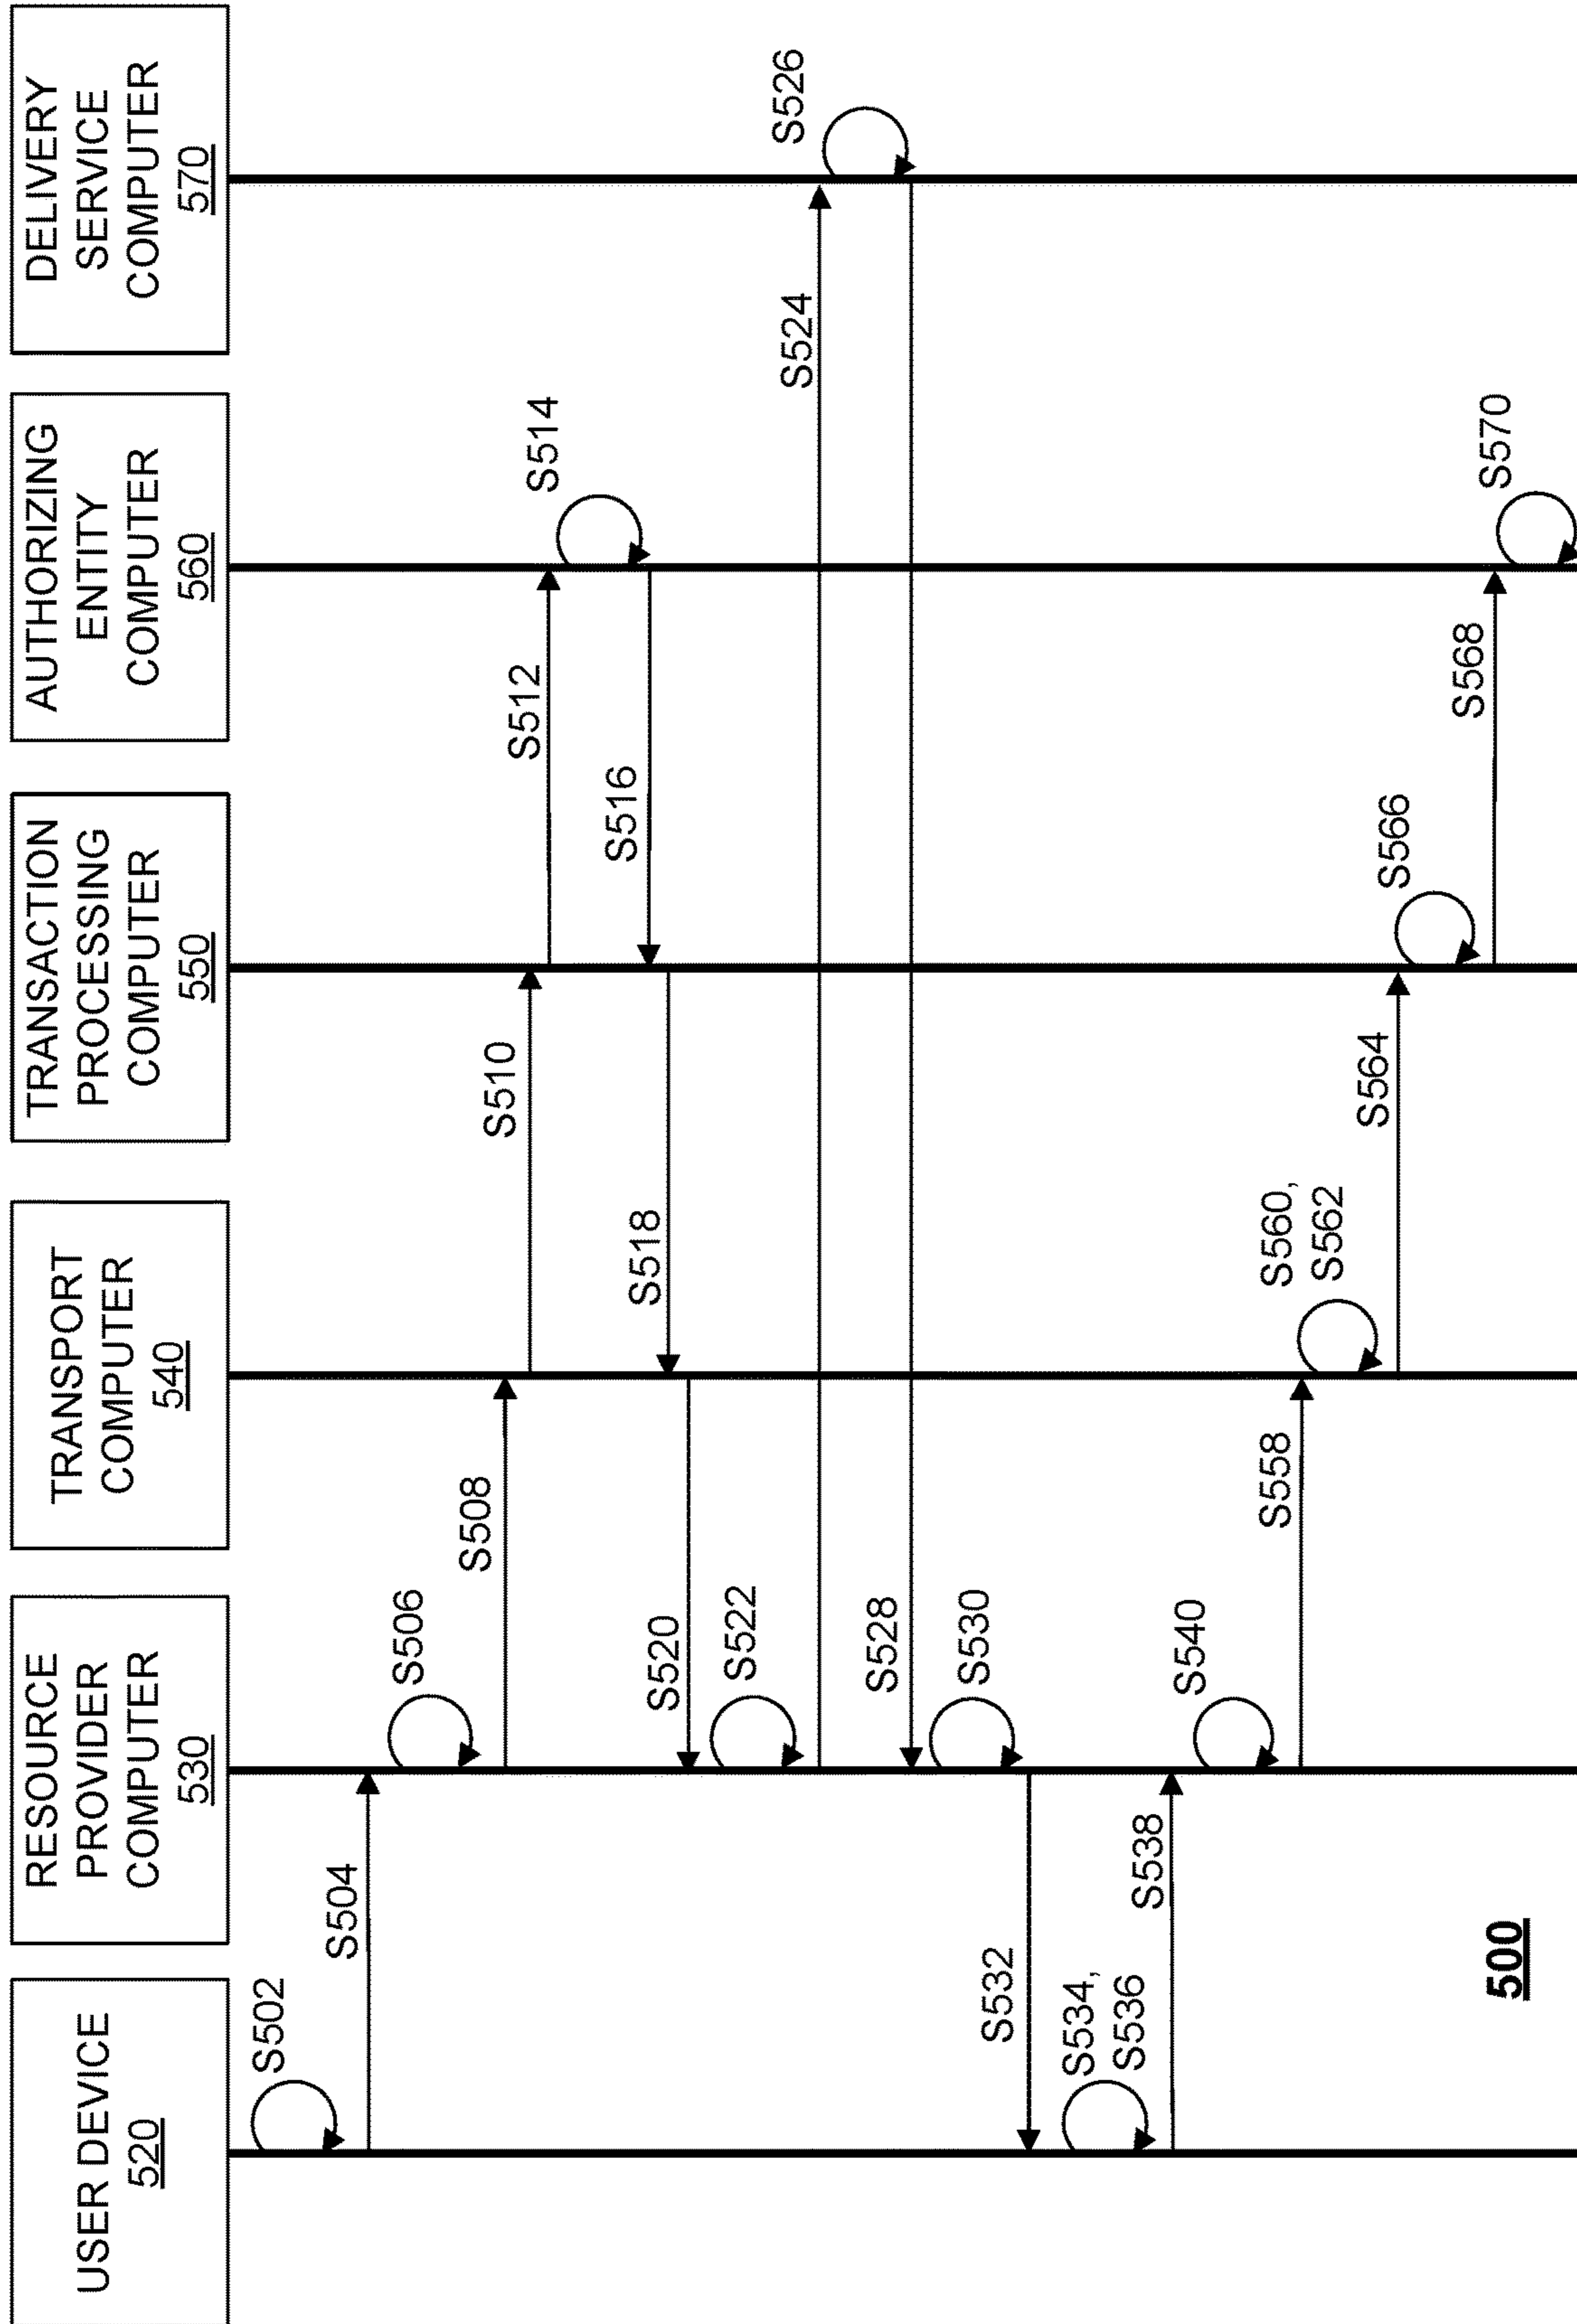 USER DEVICE
520
RESOURCE
PROVIDER
COMPUTER
530
TRANSPORT
COMPUTER
540
TRANSACTION
PROCESSING
COMPUTER
550
AUTHORIZING
ENTITY
COMPUTER
560
DELIVERY
SERVICE
COMPUTER
570
S502
S504
S506
S508
S510
S512
S514
S516
S518
S520
S522
S524
S526
S528
S530
S532
S534,
S536
S538
S540
S558
S560,
S562
S564
S566
S568
S570
500